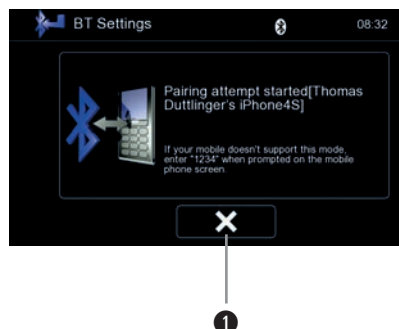 BT Settings
08:32
Pairing attempt started[Thomas
Duttlinger's iPhone4S]
If your mobile doesn't support this mode,
enter "1234" when prompted on the mobile
phone screen.
1